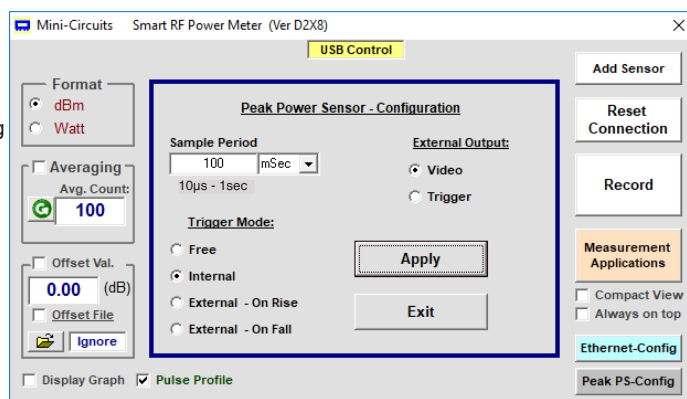 Mini-Circuits Smart RF Power Meter (Ver D2X8)
USB Control
Format
dBm
Watt
g
Averaging
Avg. Count:
100
Offset Val.
0.00 (dB)
Offset File
Ignore
Display Graph Pulse Profile
Peak Power Sensor - Configuration
Sample Period
100 mSec
10µs - 1sec
Trigger Mode:
Free
Internal
External - On Rise
External - On Fall
External Output:
Video
Trigger
Apply
Exit
Add Sensor
Reset
Connection
Record
Measurement
Applications
Compact View
Always on top
Ethernet-Config
Peak PS-Config